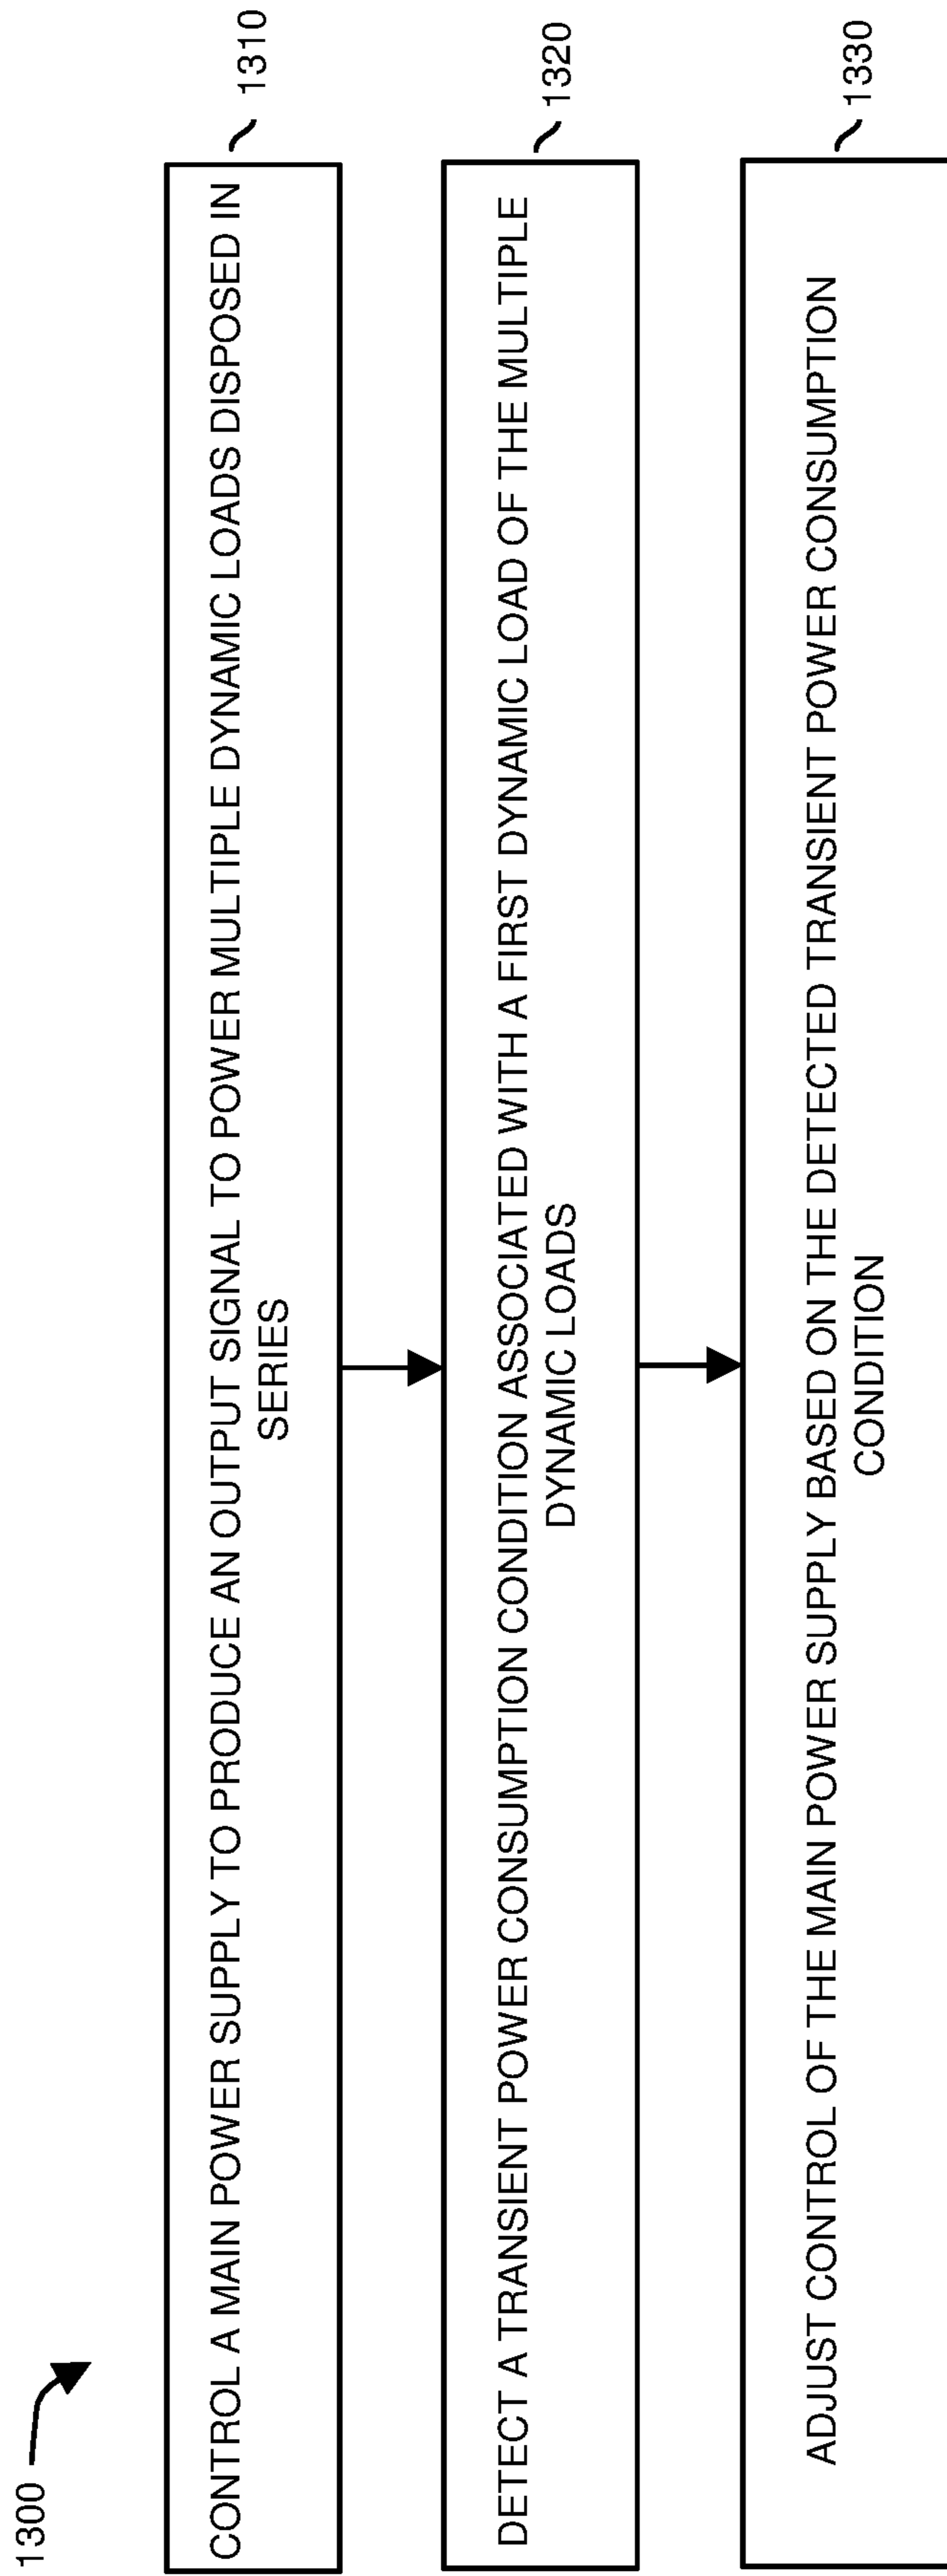 1300
CONTROL A MAIN POWER SUPPLY TO PRODUCE AN OUTPUT SIGNAL TO POWER MULTIPLE DYNAMIC LOADS DISPOSED IN
SERIES
1310
DETECT A TRANSIENT POWER CONSUMPTION CONDITION ASSOCIATED WITH A FIRST DYNAMIC LOAD OF THE MULTIPLE
DYNAMIC LOADS
1320
ADJUST CONTROL OF THE MAIN POWER SUPPLY BASED ON THE DETECTED TRANSIENT POWER CONSUMPTION
CONDITION
1330